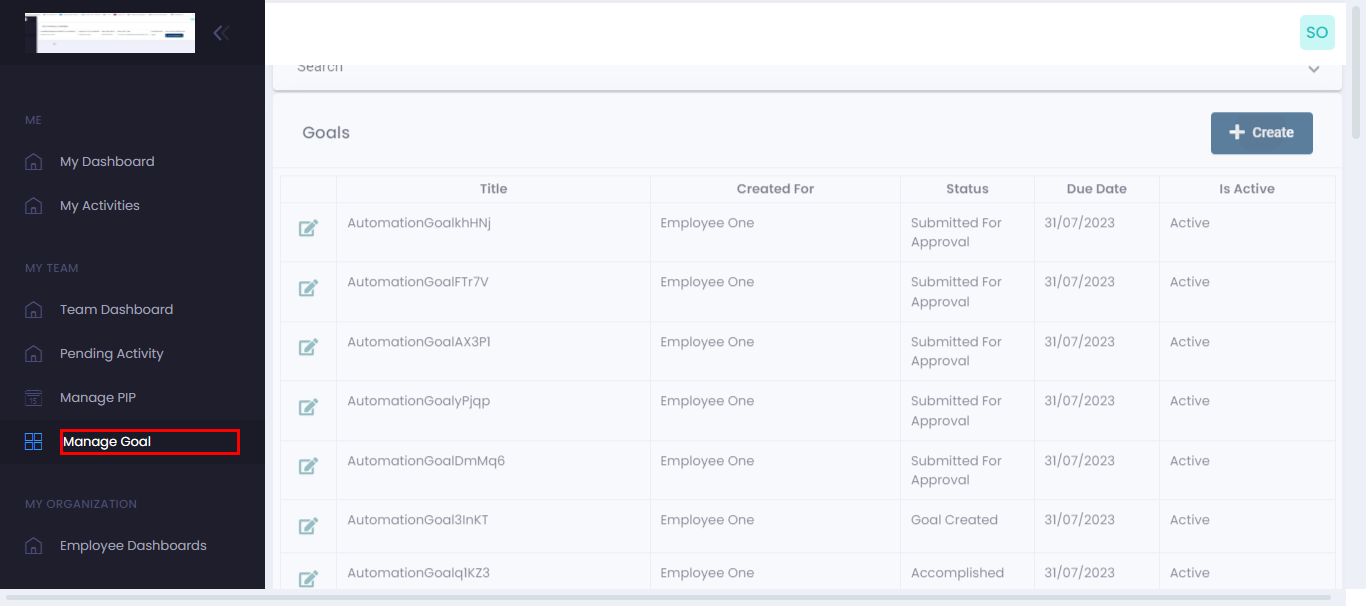 SO
ME
My Dashboard
My Activities
MY TEAM
Team Dashboard
Pending Activity
Manage PIP
Manage Goal
MY ORGANIZATION
Employee Dashboards
Search
Goals
Create
Title Created For Status Due Date Is Active
AutomationGoalkhHNj Employee One Submitted For 31/07/2023 Active
Approval
AutomationGoalFTr7V Employee One Submitted For 31/07/2023 Active
Approval
AutomationGoalAX3P1 Employee One Submitted For 31/07/2023 Active
Approval
AutomationGoalyPjqp Employee One Submitted For 31/07/2023 Active
Approval
AutomationGoalDmMq6 Employee One Submitted For 31/07/2023 Active
Approval
AutomationGoal3InKT Employee One Goal Created 31/07/2023 Active
AutomationGoalq1KZ3 Employee One Accomplished 31/07/2023 Active